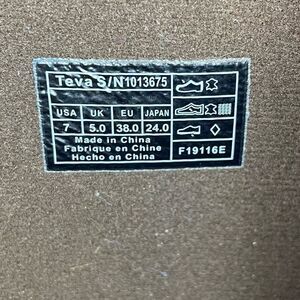 Teva S/N1013675
USA UK EU JAPAN
7 5.0 38.0 24.0
Made in China
Fabrique en Chine
Hecho en China
F19116E